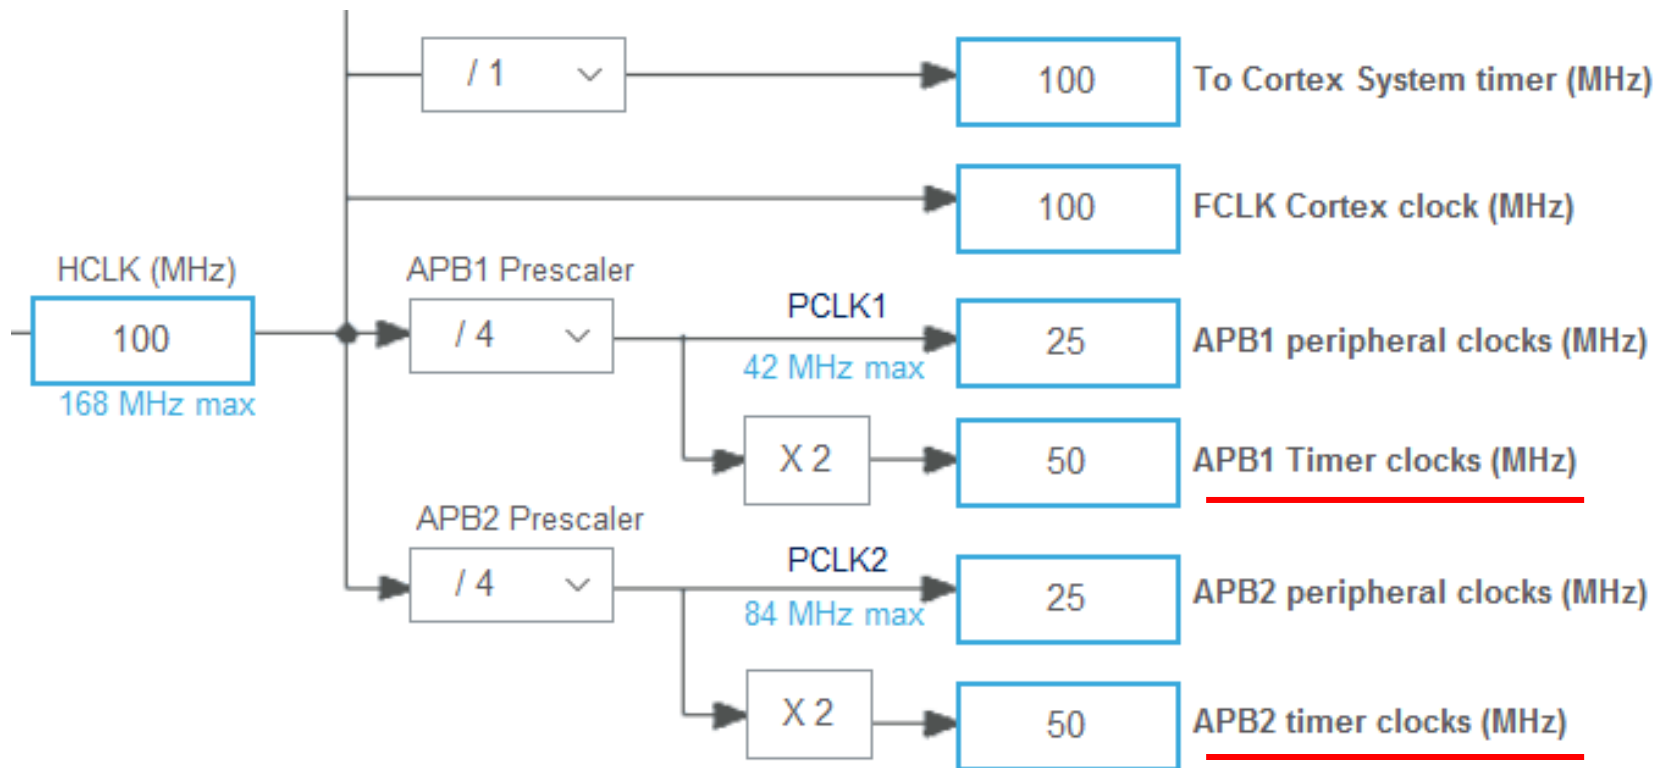 / 1
100
To Cortex System timer (MHz)
100
FCLK Cortex clock (MHz)
HCLK (MHz)
100
168 MHz max
APB1 Prescaler
/ 4
PCLK1
42 MHz max
25
APB1 peripheral clocks (MHz)
X 2
50
APB1 Timer clocks (MHz)
APB2 Prescaler
/ 4
PCLK2
84 MHz max
25
APB2 peripheral clocks (MHz)
X 2
50
APB2 timer clocks (MHz)